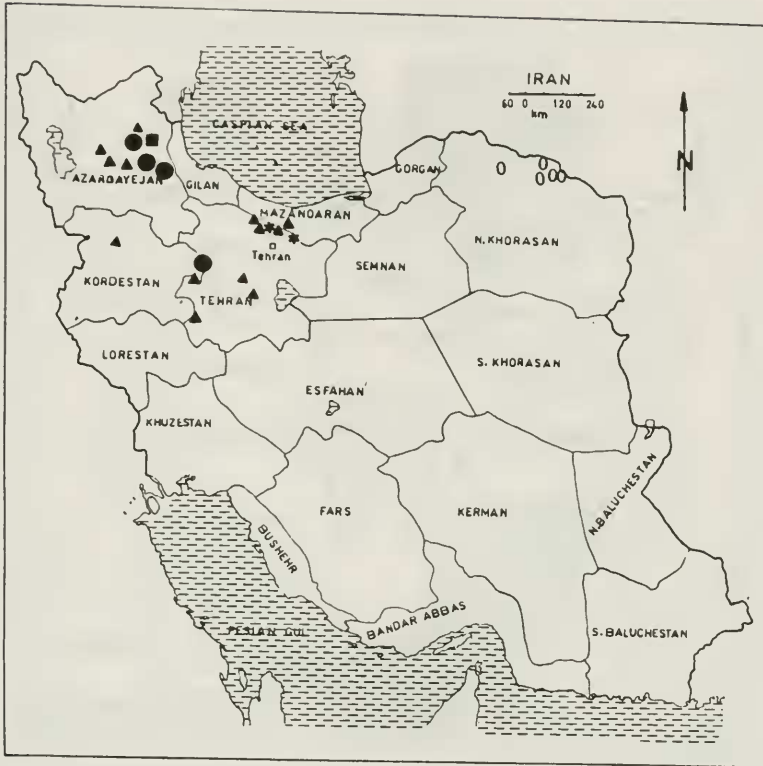 IRAN
60 0 120 240
km
N
CASPIAN SEA
AZARBAYEJAN
GILAN
MAZANDARAN
GORGAN
N. KHORASAN
Tehran
SEMNAN
KORDESTAN
TEHRAN
LORESTAN
S. KHORASAN
ESFAHAN
KHUZESTAN
N. BALUCHESTAN
FARS
KERMAN
BUSHEHR
BANDAR ABBAS
S. BALUCHESTAN